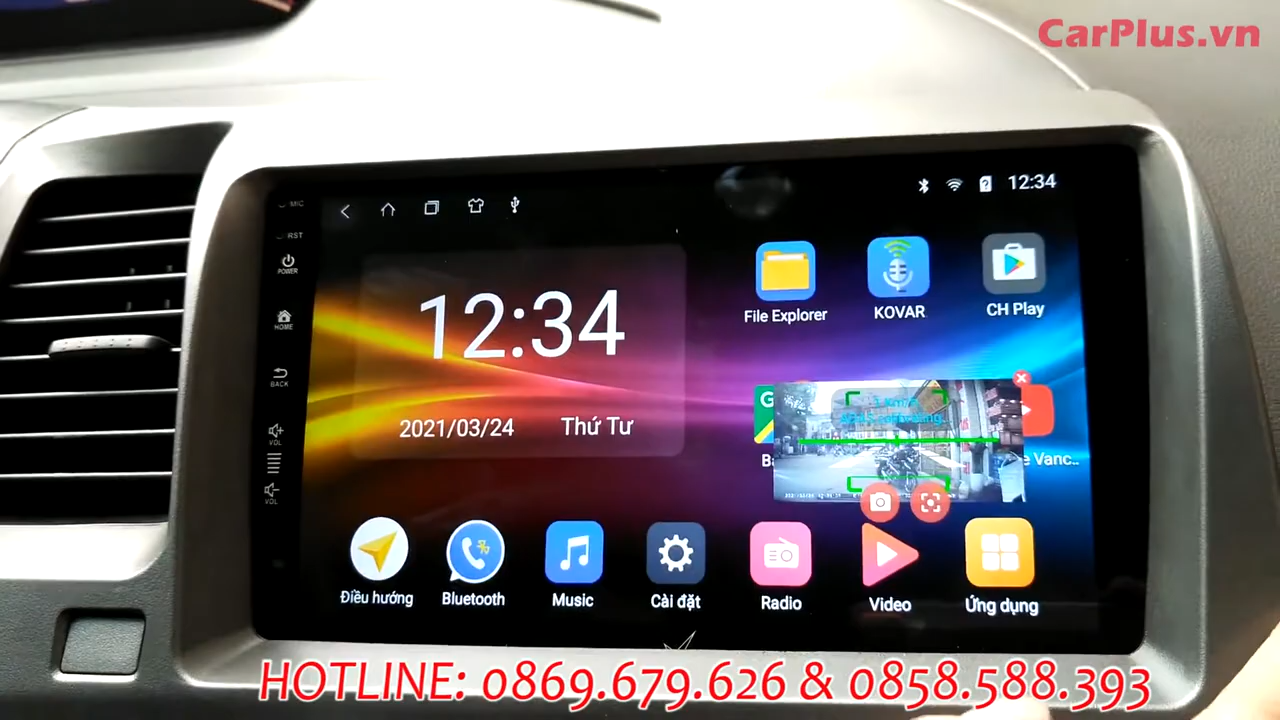 CarPlus.vn
MIC
12:34
RST
POWER
HOME
BACK
VOL
VOL
12:34
2021/03/24 Thứ Tư
File Explorer
KOVAR
CH Play
e Vanc..
Điều hướng
Bluetooth
Music
Cài đặt
Radio
Video
Ứng dụng
HOTLINE: 0869.679.626 & 0858.588.393